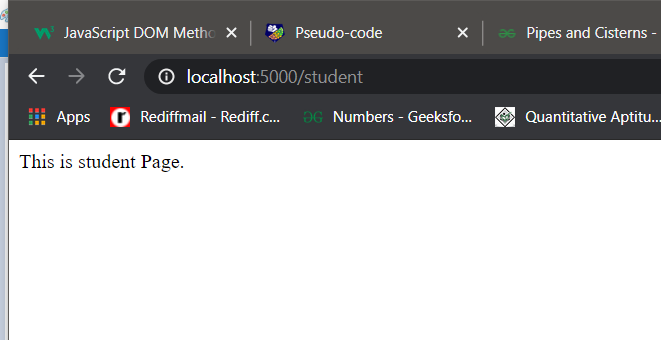 JavaScript DOM Metho Pseudo-code Pipes and Cisterns -
localhost:5000/student
Apps Rediffmail - Rediff.c... Numbers - Geeksfo... Quantitative Aptitu...
This is student Page.